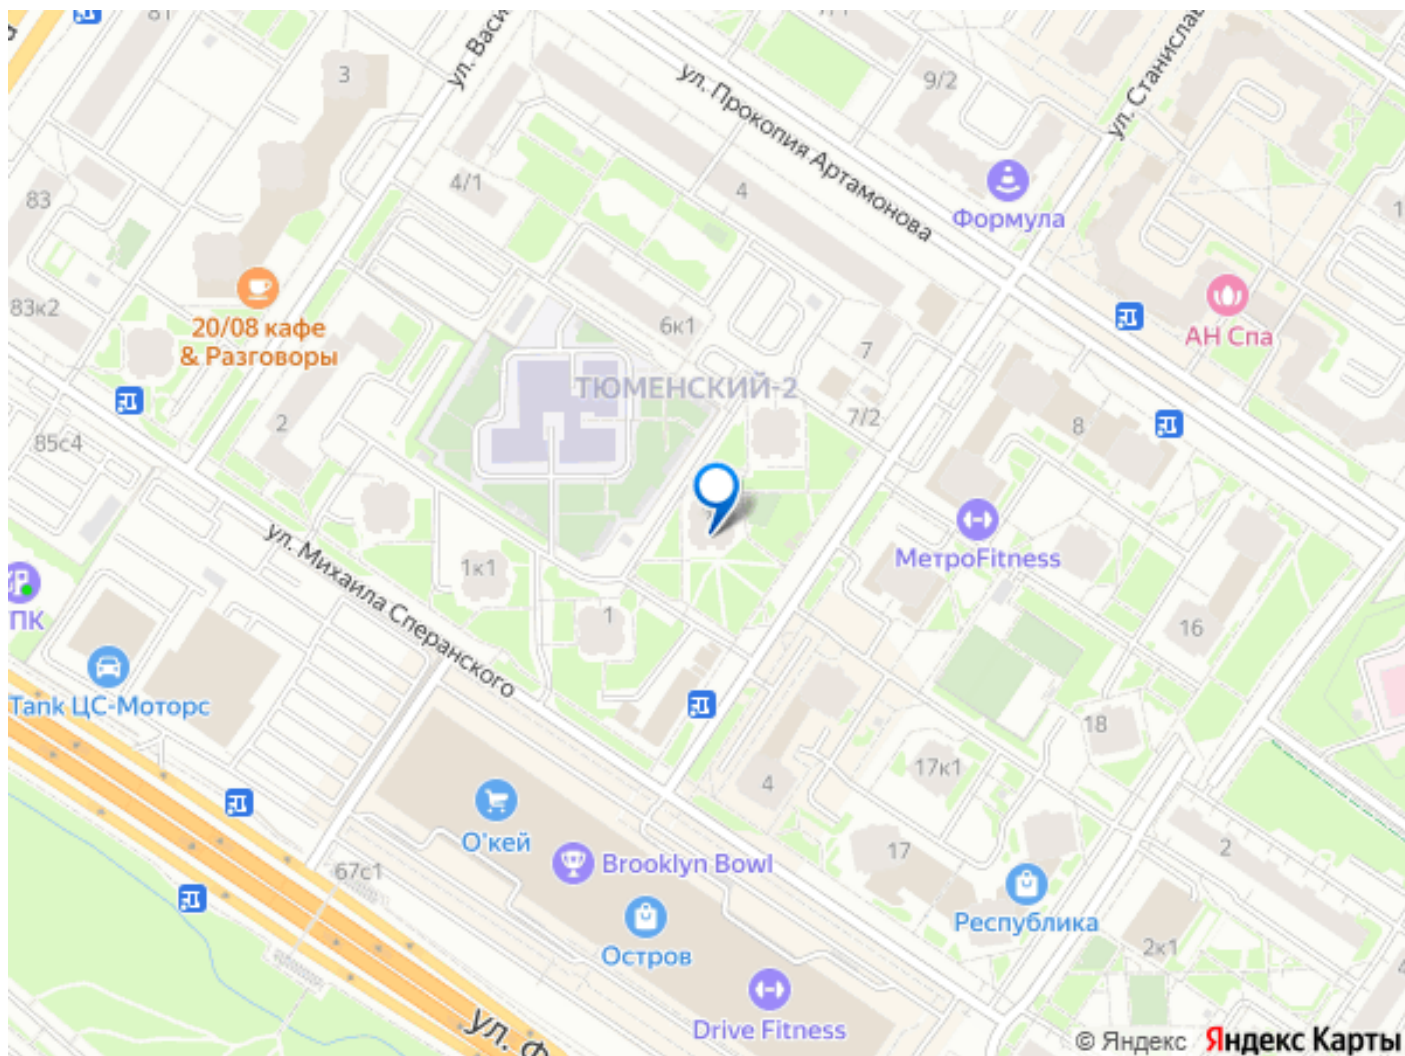 81
3
ул. Васи
ул. Прокопия Артамонова
9/2
ул. Станислав
4/1
4
83
Формула
1
83к2
20/08 кафе
& Разговоры
6к1
7
АН Спа
ТЮМЕНСКИЙ-2
7/2
8
2
85с4
ул. Михаила Сперанского
1к1
МетроFitness
1
16
ПК
Tank ЦС-Моторс
18
17к1
4
О'кей
Brooklyn Bowl
67с1
17
2
Республика
Остров
2к1
4
Drive Fitness
ул. Ф
© Яндекс Яндекс Карты